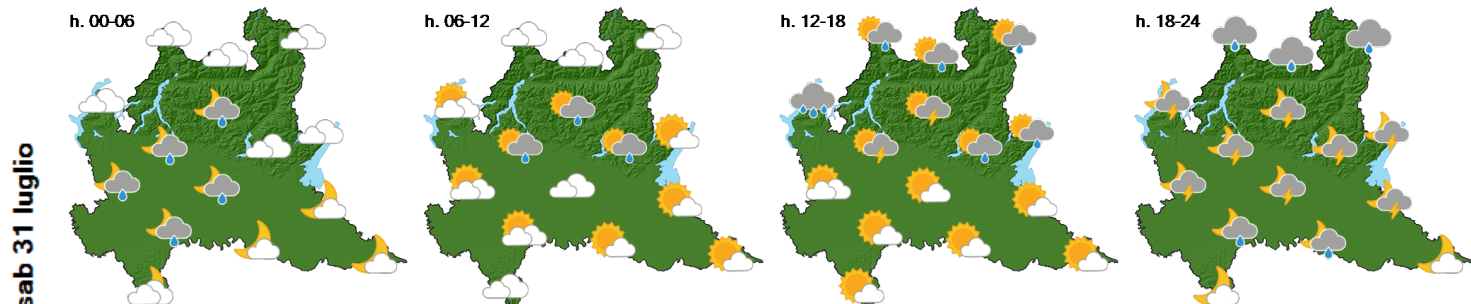 h. 00-06
h. 06-12
h. 12-18
h. 18-24
sab 31 luglio